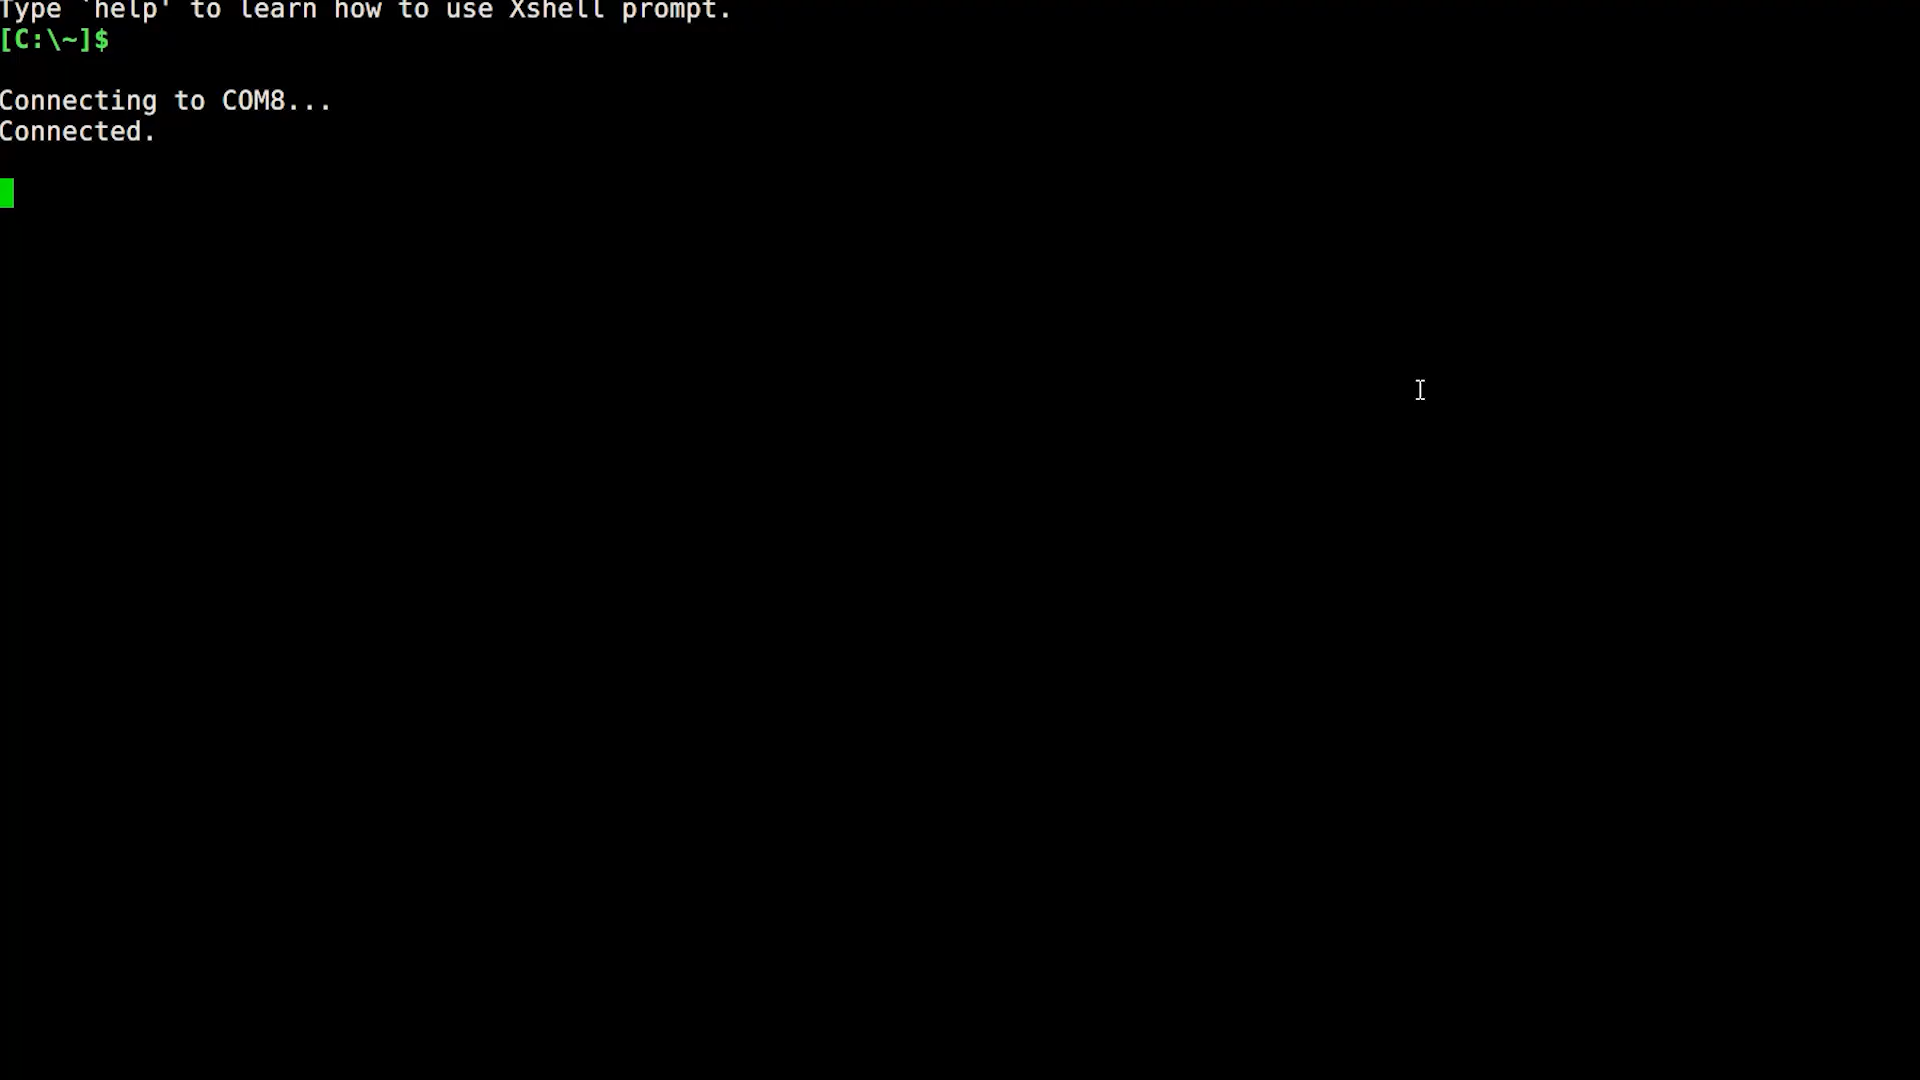 Type `help' to learn how to use Xshell prompt.
[C:\~]$
Connecting to COM8...
Connected.